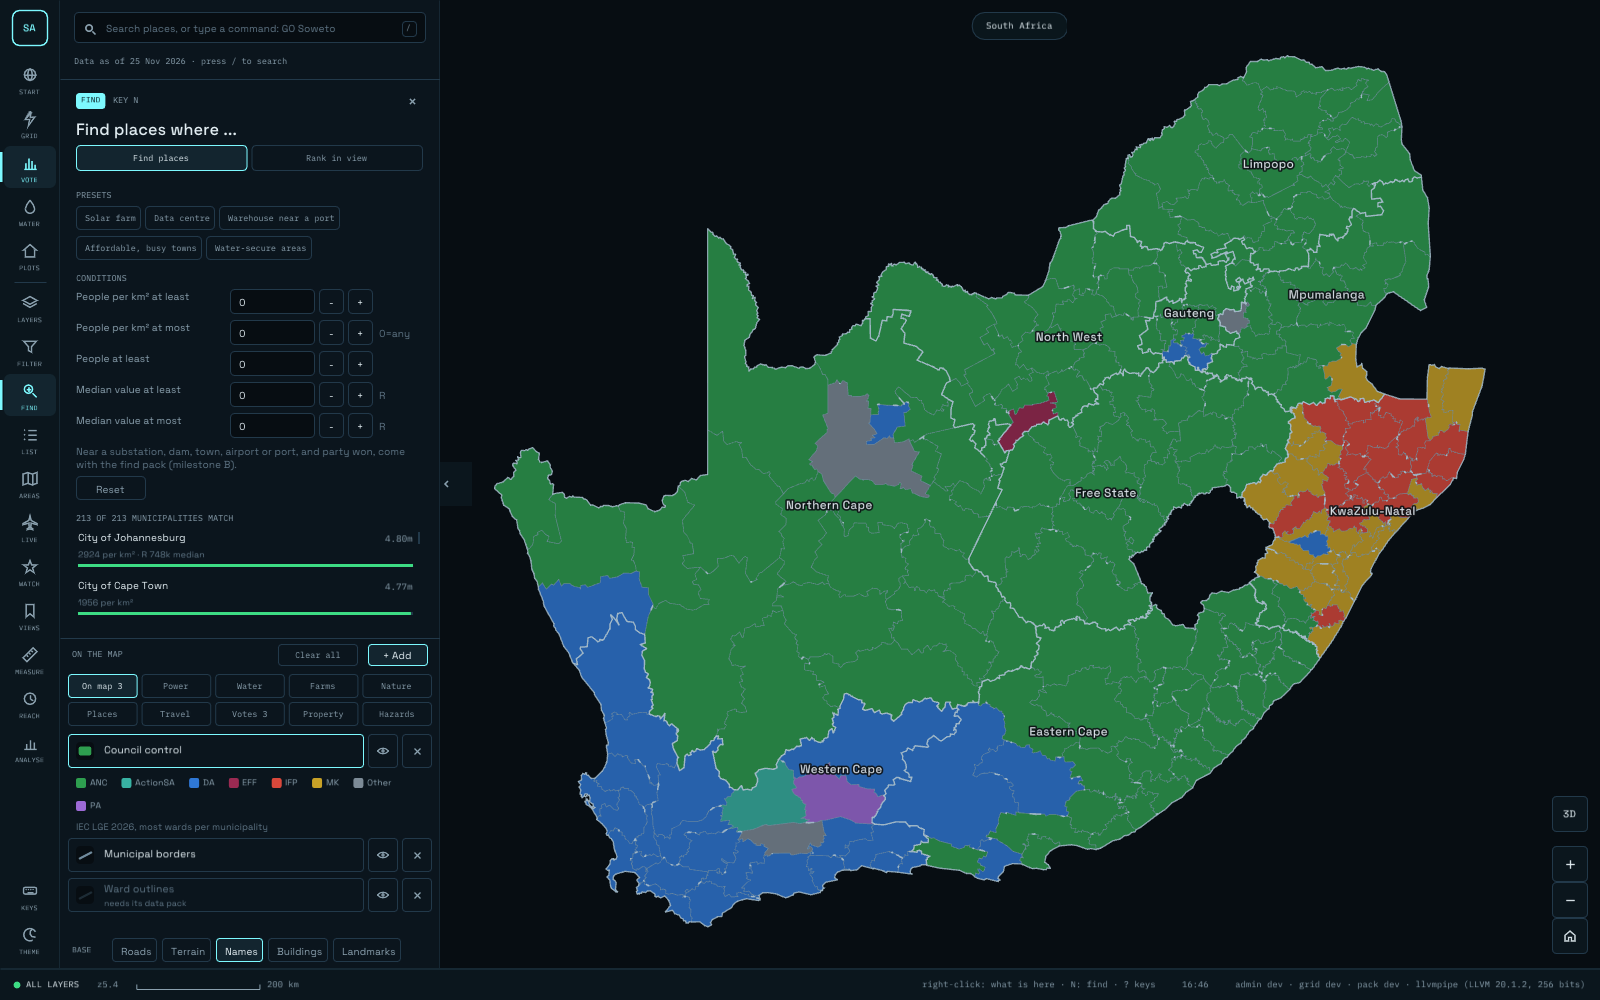 SA
START
GRID
VOTE
WATER
PLOTS
LAYERS
FILTER
FIND
LIST
AREAS
LIVE
WATCH
VIEWS
MEASURE
REACH
ANALYSE
KEYS
THEME
Search places, or type a command: GO Soweto /
Data as of 25 Nov 2026 · press / to search
FIND KEY N ×
Find places where ...
Find places Rank in view
PRESETS
Solar farm Data centre Warehouse near a port
Affordable, busy towns Water-secure areas
CONDITIONS
People per km² at least 0 - +
People per km² at most 0 - + 0=any
People at least 0 - +
Median value at least 0 - + R
Median value at most 0 - + R
Near a substation, dam, town, airport or port, and party won, come
with the find pack (milestone B).
Reset
213 OF 213 MUNICIPALITIES MATCH
City of Johannesburg 4.80m
2924 per km² · R 748k median
City of Cape Town 4.77m
1956 per km²
ON THE MAP Clear all + Add
On map 3 Power Water Farms Nature
Places Travel Votes 3 Property Hazards
Council control ×
ANC ActionSA DA EFF IFP MK Other
PA
IEC LGE 2026, most wards per municipality
Municipal borders ×
Ward outlines ×
needs its data pack
BASE Roads Terrain Names Buildings Landmarks
South Africa
Limpopo
Mpumalanga
Gauteng
North West
Free State
Northern Cape
KwaZulu-Natal
Eastern Cape
Western Cape
3D
+
−
ALL LAYERS z5.4 200 km right-click: what is here · N: find · ? keys 16:46 admin dev · grid dev · pack dev · llvmpipe (LLVM 20.1.2, 256 bits)